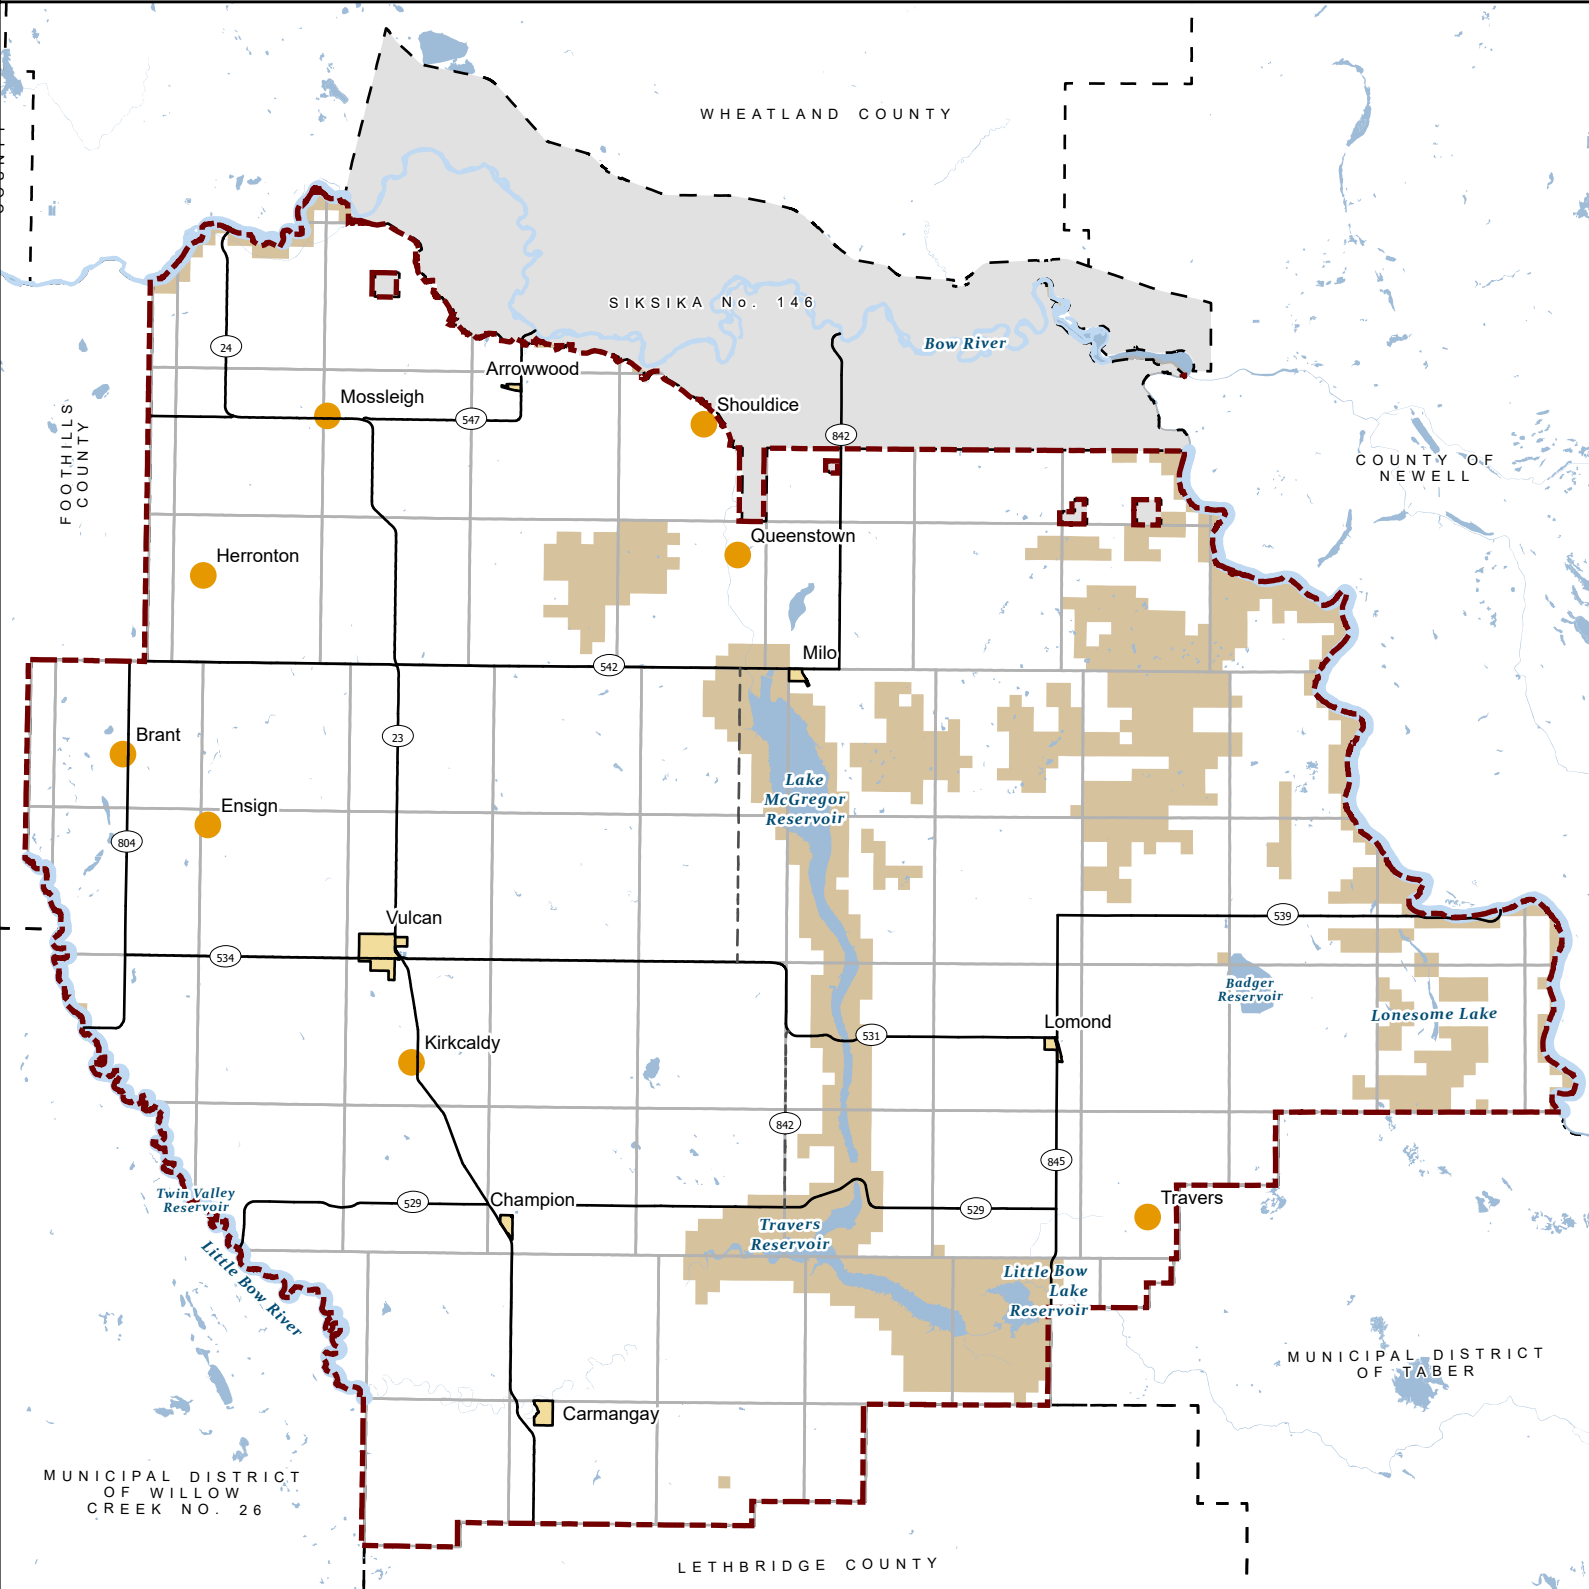 WHEATLAND COUNTY
COUNTY
SIKSIKA No. 146
Bow River
24
Arrowwood
Mossleigh
547
Shouldice
842
FOOTHILLS
COUNTY
COUNTY OF
NEWELL
Queenstown
Herronton
Milo
542
Brant
23
Lake
McGregor
Reservoir
Ensign
804
Vulcan
539
534
Badger
Reservoir
Lonesome Lake
Lomond
531
Kirkcaldy
842
845
Twin Valley
Reservoir
529
Champion
529
Travers
Travers
Reservoir
Little Bow River
Little Bow
Lake
Reservoir
MUNICIPAL DISTRICT
OF TABER
Carmangay
MUNICIPAL DISTRICT
OF WILLOW
CREEK NO. 26
LETHBRIDGE COUNTY